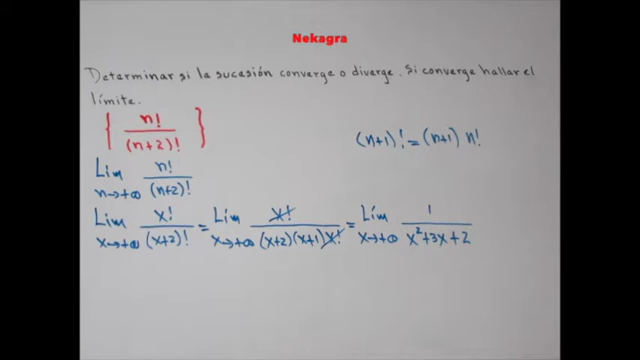 Nekagra
Determinar si la sucesión converge o diverge. Si converge hallar el
límite.
{ n! / (n+2)! }
(n+1)! = (n+1) n!
Lim n→+∞ n! / (n+2)!
Lim x→+∞ x! / (x+2)! = Lim x→+∞ x! / (x+2)(x+1)x! = Lim x→+∞ 1 / x²+3x+2